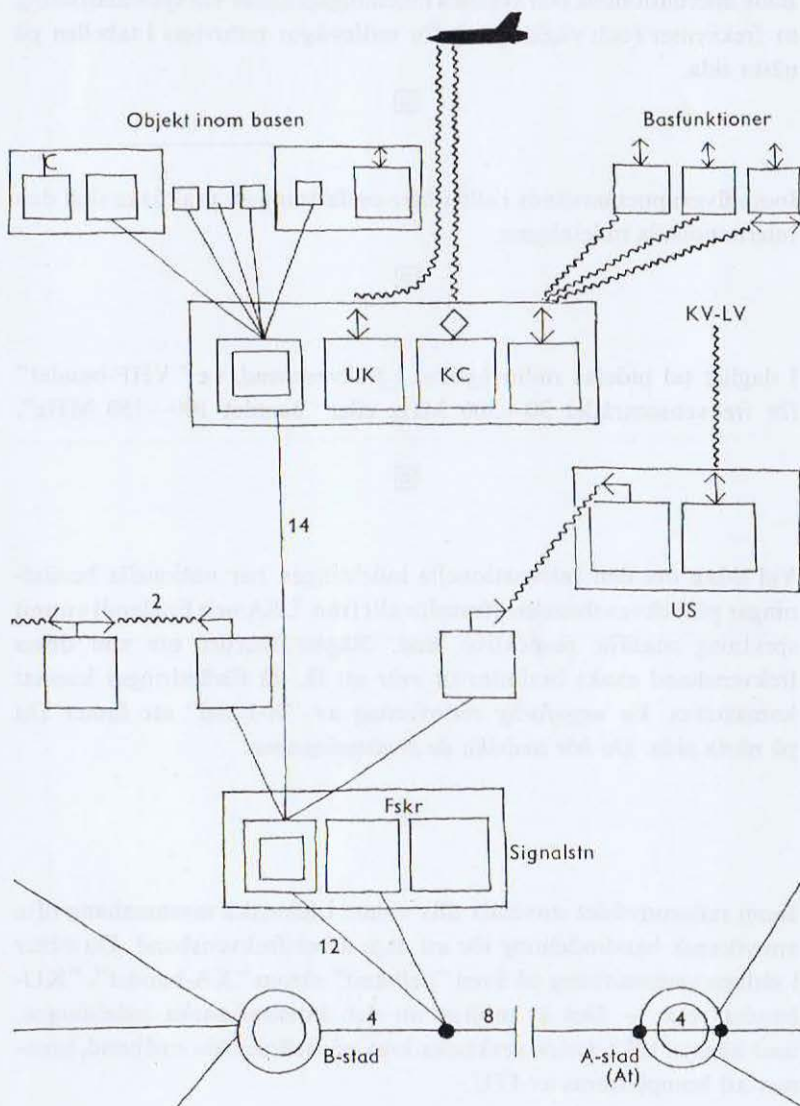 Objekt inom basen
Basfunktioner
KV-LV
UK
KC
14
US
2
Fskr
Signalstn
12
4
8
4
B-stad
A-stad
(At)